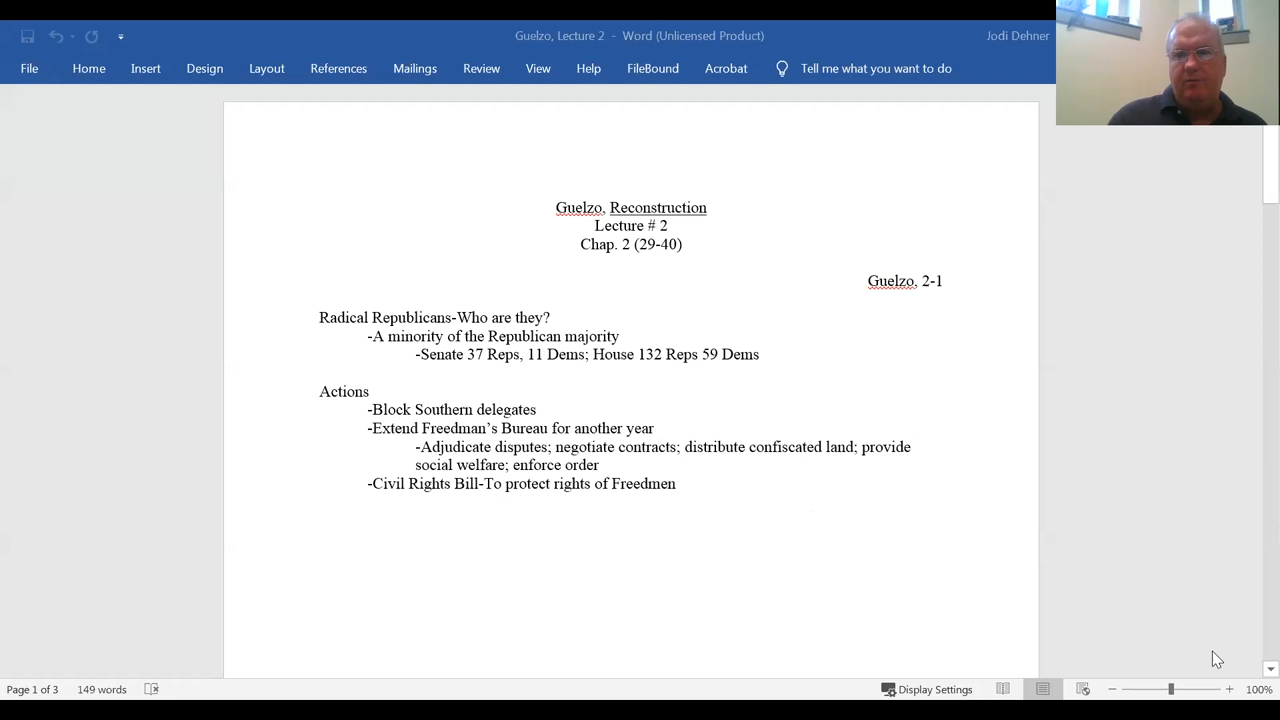 Guelzo, Lecture 2 - Word (Unlicensed Product)
Jodi Dehner
File Home Insert Design Layout References Mailings Review View Help FileBound Acrobat Tell me what you want to do
Guelzo, Reconstruction
Lecture # 2
Chap. 2 (29-40)
Guelzo, 2-1
Radical Republicans-Who are they?
-A minority of the Republican majority
-Senate 37 Reps, 11 Dems; House 132 Reps 59 Dems
Actions
-Block Southern delegates
-Extend Freedman’s Bureau for another year
-Adjudicate disputes; negotiate contracts; distribute confiscated land; provide
social welfare; enforce order
-Civil Rights Bill-To protect rights of Freedmen
Page 1 of 3 149 words Display Settings 100%